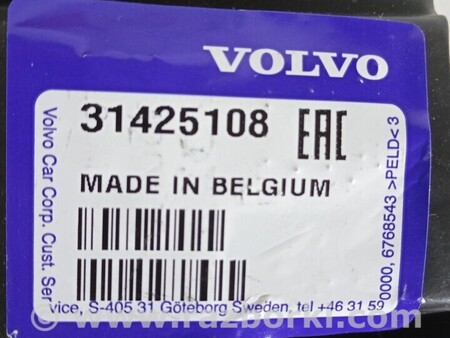 VOLVO
31425108 EAC
MADE IN BELGIUM
Volvo Car Corp. Cust. Ser
vice, S-405 31 Göteborg Sweden, tel +46 31 59
0000, 6768543 >PELD<3
www.razborki.com